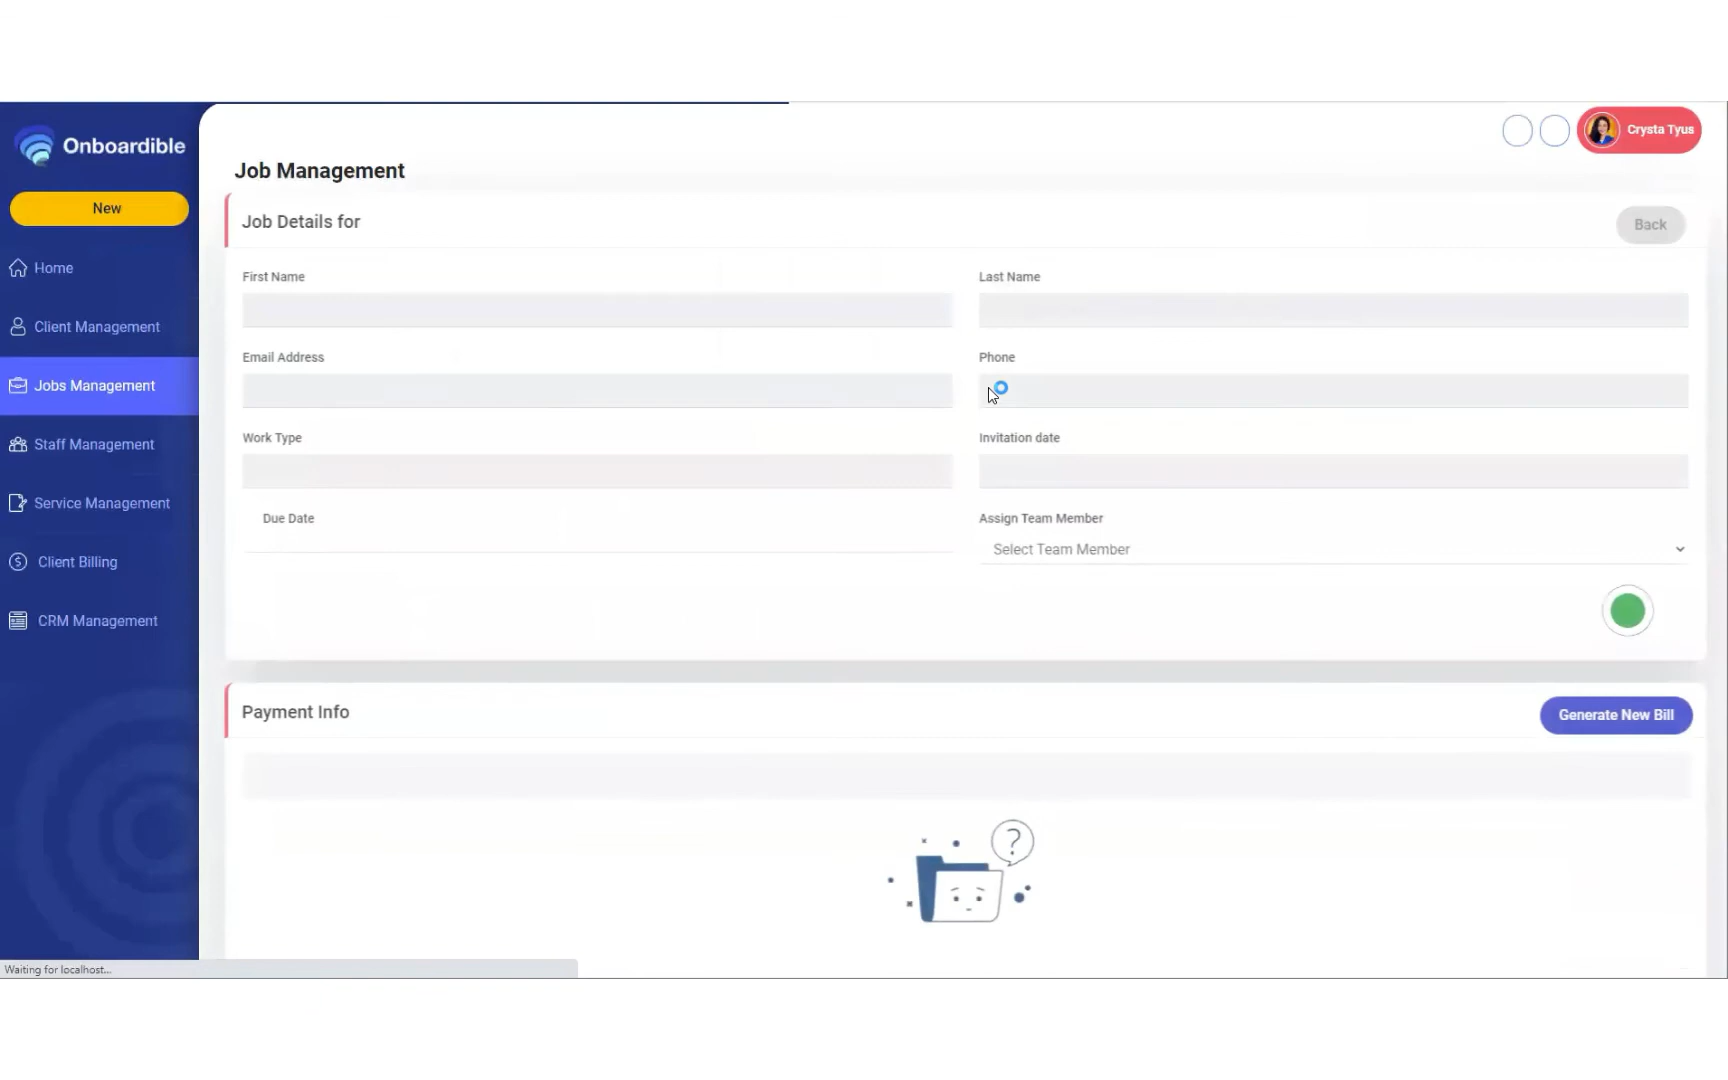 Onboardible
Crysta Tyus
Job Management
New
Job Details for
Back
Home
First Name
Last Name
Client Management
Email Address
Phone
Jobs Management
Work Type
Invitation date
Staff Management
Service Management
Due Date
Assign Team Member
Select Team Member
Client Billing
CRM Management
Payment Info
Generate New Bill
?
Waiting for localhost...